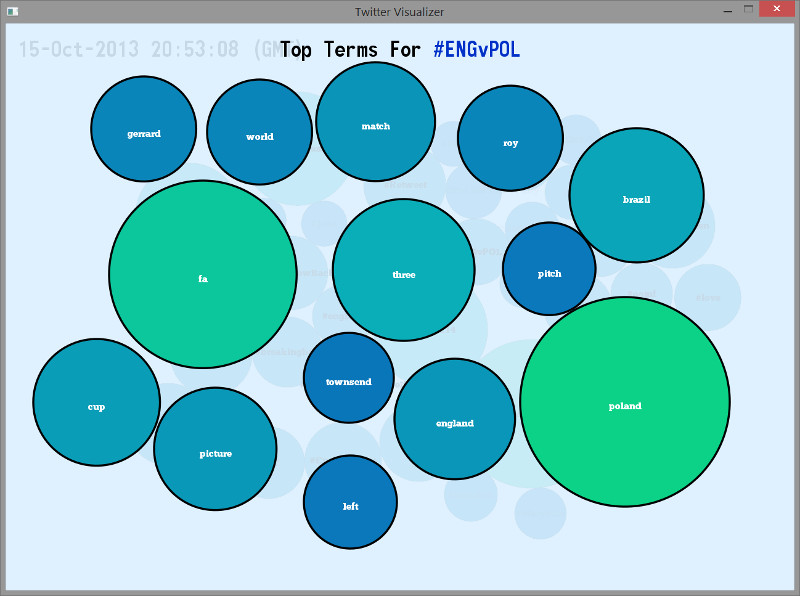 Twitter Visualizer
15-Oct-2013 20:53:08 (GM
Top Terms For #ENGvPOL
gerrard
world
match
roy
brazil
fa
three
pitch
cup
picture
townsend
england
poland
left